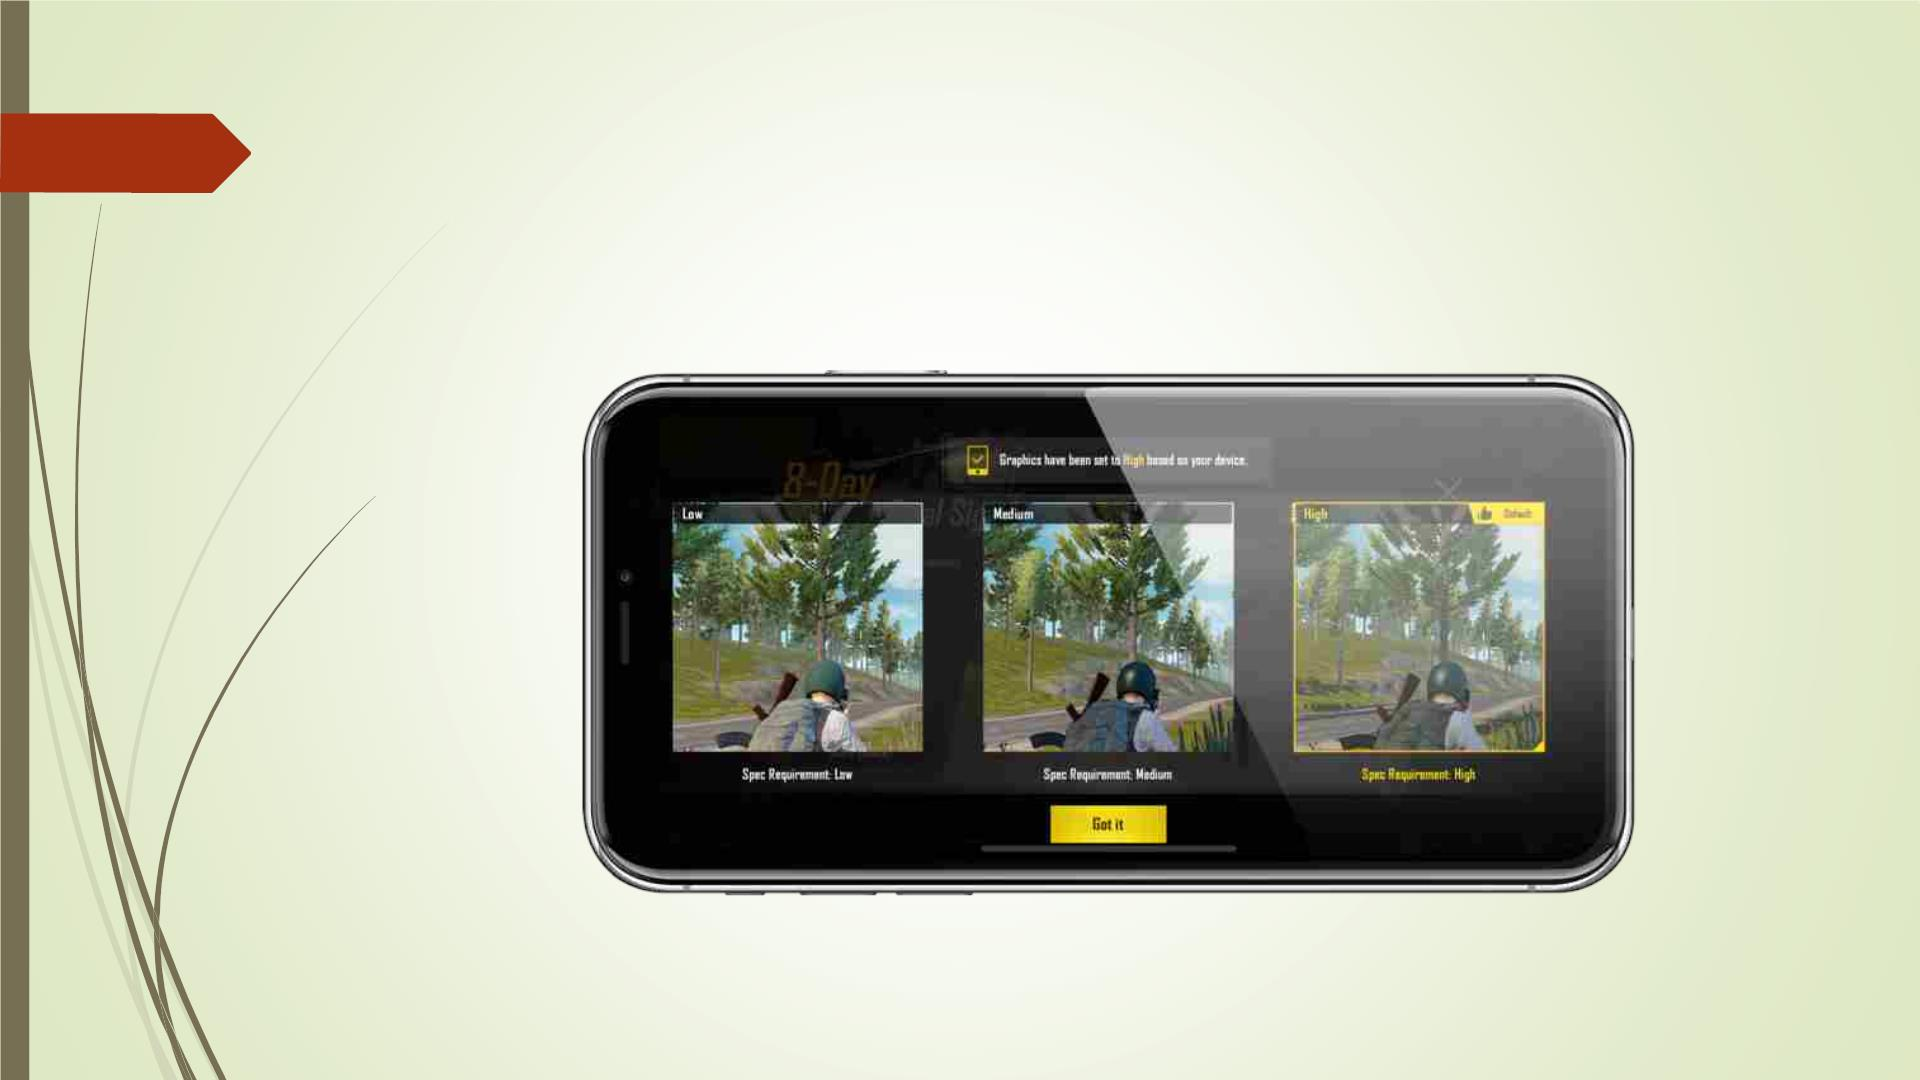 Graphics have been set to High based on your device.
8-Day
Low
Medium
High
Default
Spec Requirement: Low
Spec Requirement: Medium
Spec Requirement: High
Got it